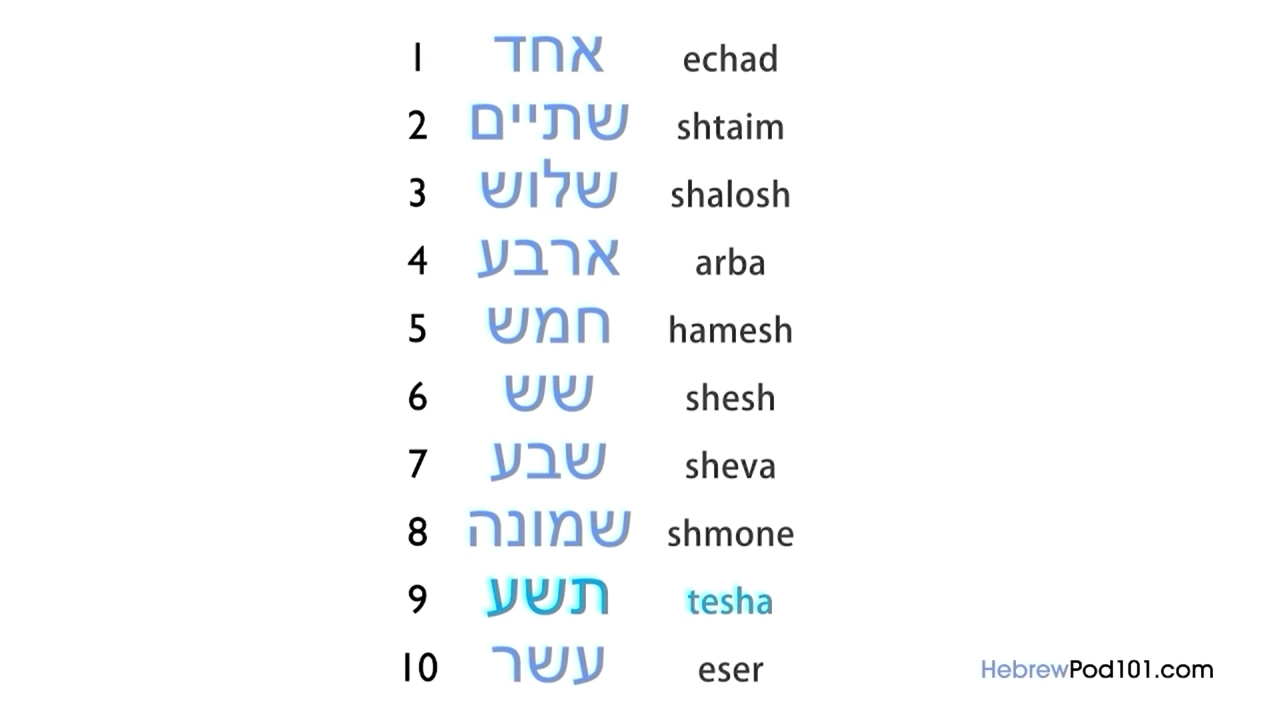 1 אחד echad
2 שתיים shtaim
3 שלוש shalosh
4 ארבע arba
5 חמש hamesh
6 שש shesh
7 שבע sheva
8 שמונה shmone
9 תשע tesha
10 עשר eser
HebrewPod101.com